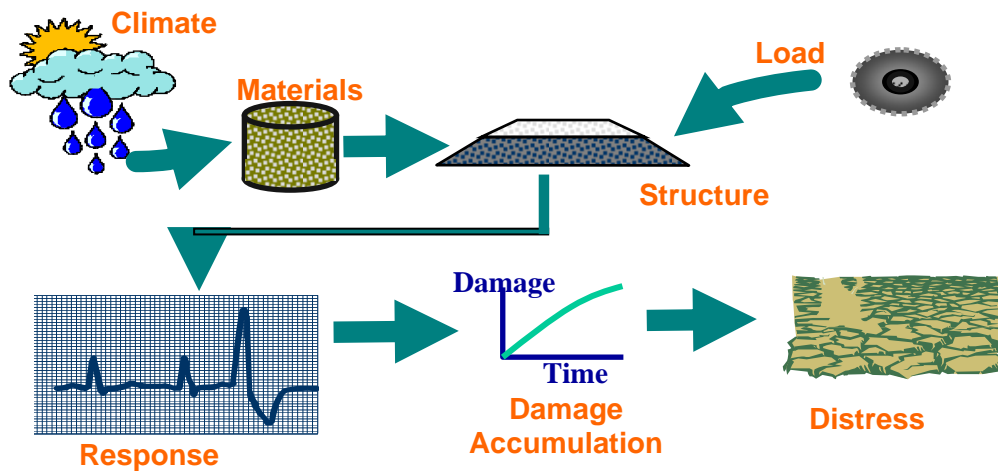 Climate
Load
Materials
Structure
Damage
Time
Response
Damage
Accumulation
Distress